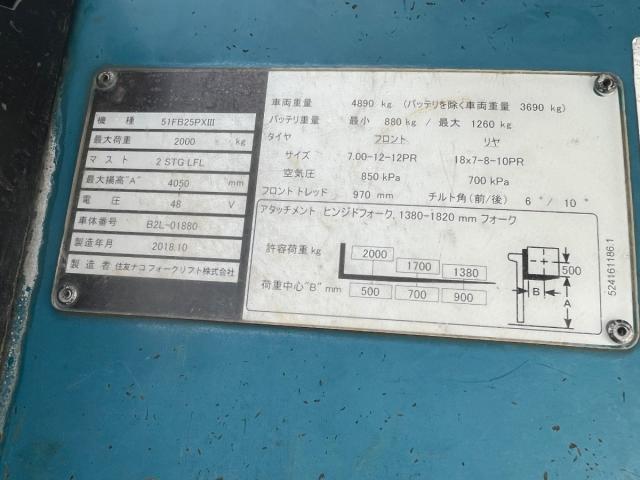 機 種 51FB25PXIII
最大荷重 2000 kg
マスト 2 STG LFL
最大揚高"A" 4050 mm
電 圧 48 V
車体番号 B2L-01880
製造年月 2018.10
製造者 住友ナコ フォークリフト株式会社
車両重量 4890 kg (バッテリを除く車両重量 3690 kg)
バッテリ重量 最小 880 kg / 最大 1260 kg
タイヤ フロント リヤ
サイズ 7.00-12-12PR 18x7-8-10PR
空気圧 850 kPa 700 kPa
フロント トレッド 970 mm チルト角(前/後) 6°/ 10°
アタッチメント ヒンジドフォーク, 1380-1820 mm フォーク
許容荷重 kg 2000 1700 1380
荷重中心"B" mm 500 700 900
500
B
A
524161186.1